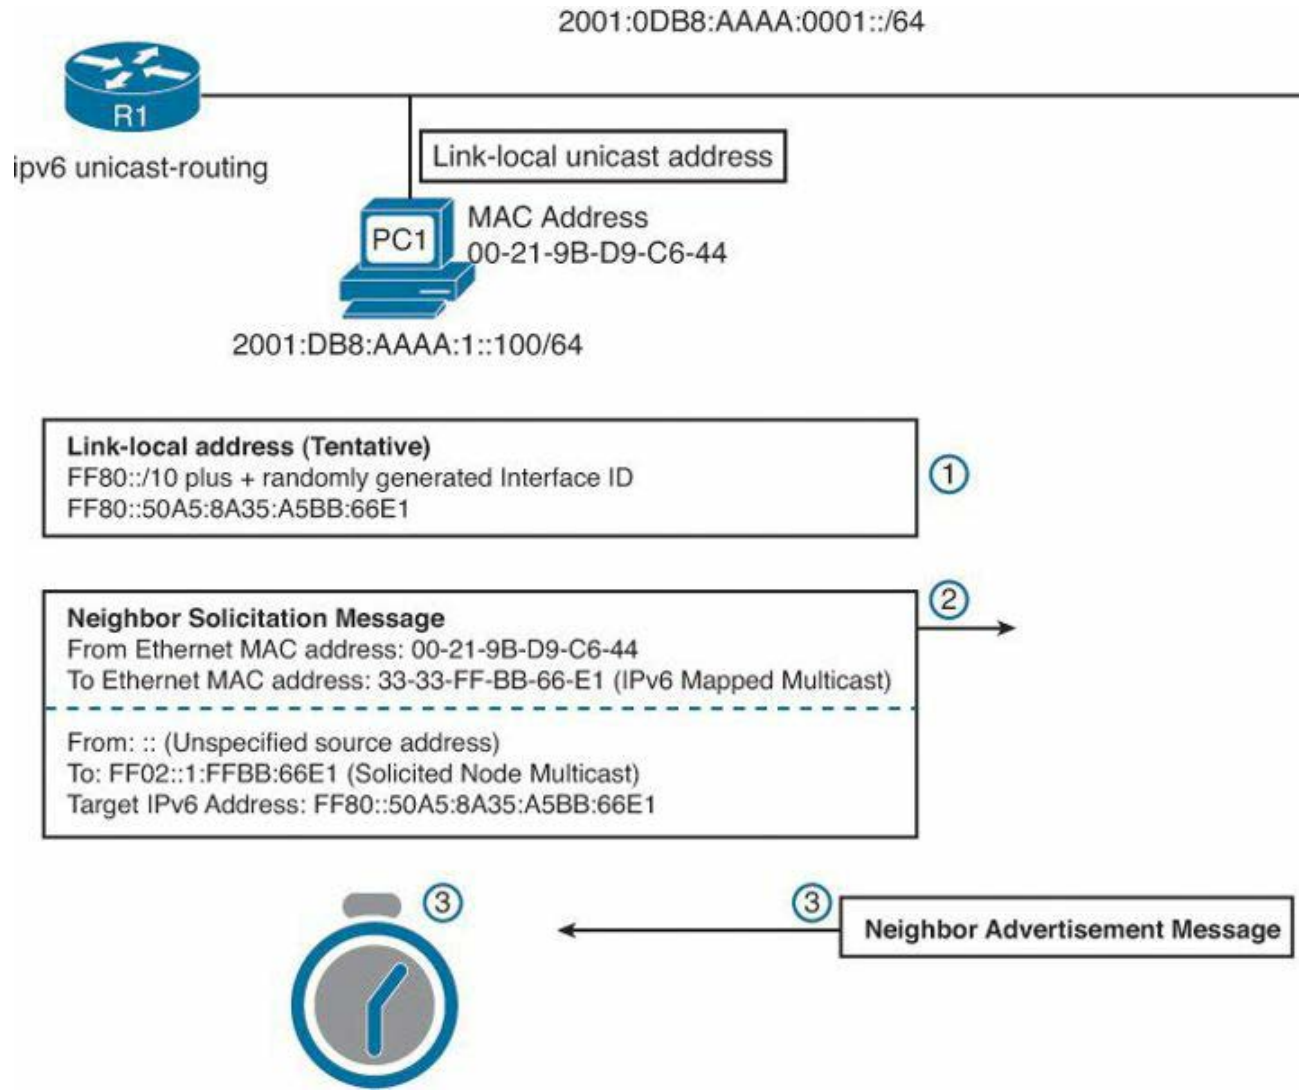 2001:0DB8:AAAA:0001::/64
R1
ipv6 unicast-routing
Link-local unicast address
PC1
MAC Address
00-21-9B-D9-C6-44
2001:DB8:AAAA:1::100/64
Link-local address (Tentative)
FF80::/10 plus + randomly generated Interface ID
FF80::50A5:8A35:A5BB:66E1
1
Neighbor Solicitation Message
From Ethernet MAC address: 00-21-9B-D9-C6-44
To Ethernet MAC address: 33-33-FF-BB-66-E1 (IPv6 Mapped Multicast)
2
From: :: (Unspecified source address)
To: FF02::1:FFBB:66E1 (Solicited Node Multicast)
Target IPv6 Address: FF80::50A5:8A35:A5BB:66E1
3
3
Neighbor Advertisement Message